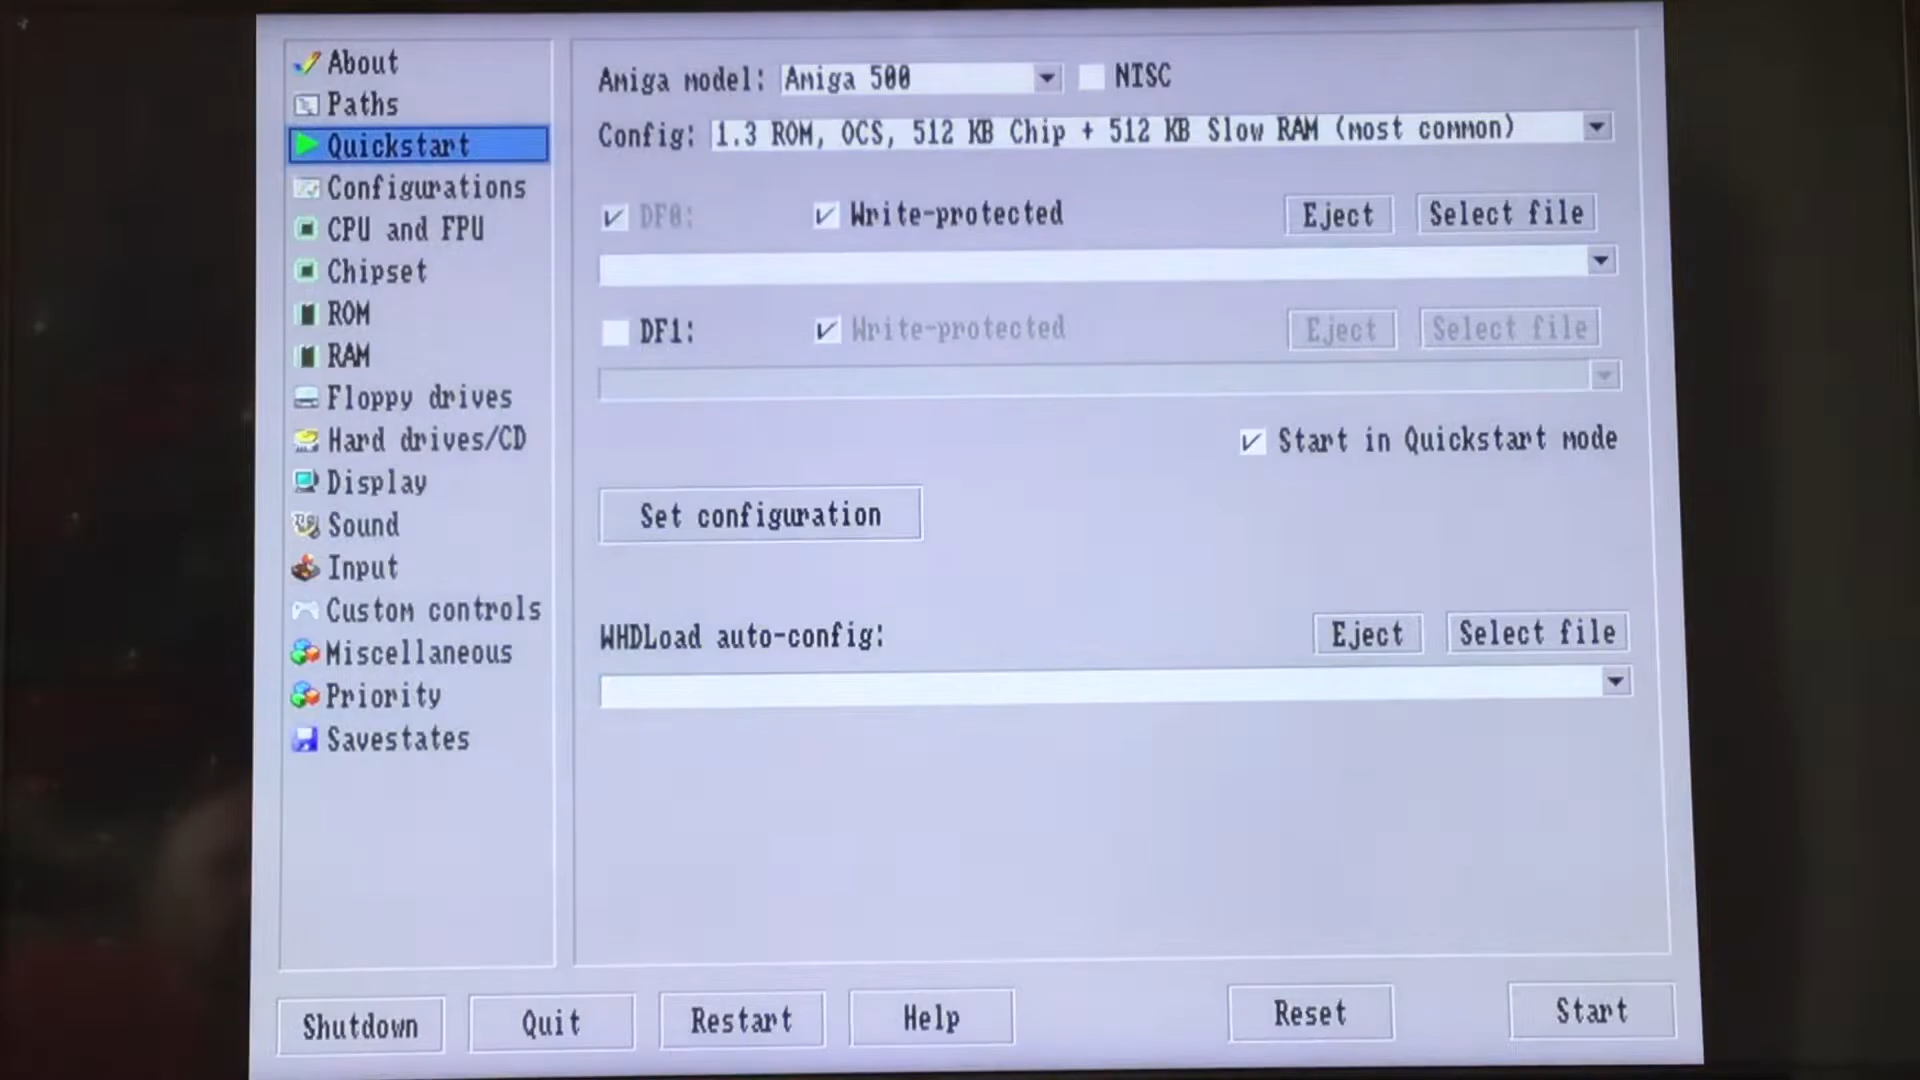 About
Paths
Quickstart
Configurations
CPU and FPU
Chipset
ROM
RAM
Floppy drives
Hard drives/CD
Display
Sound
Input
Custom controls
Miscellaneous
Priority
Savestates
Amiga model: Amiga 500 NTSC
Config: 1.3 ROM, OCS, 512 KB Chip + 512 KB Slow RAM (most common)
DF0: Write-protected Eject Select file
DF1: Write-protected Eject Select file
Start in Quickstart mode
Set configuration
WHDLoad auto-config: Eject Select file
Shutdown Quit Restart Help Reset Start